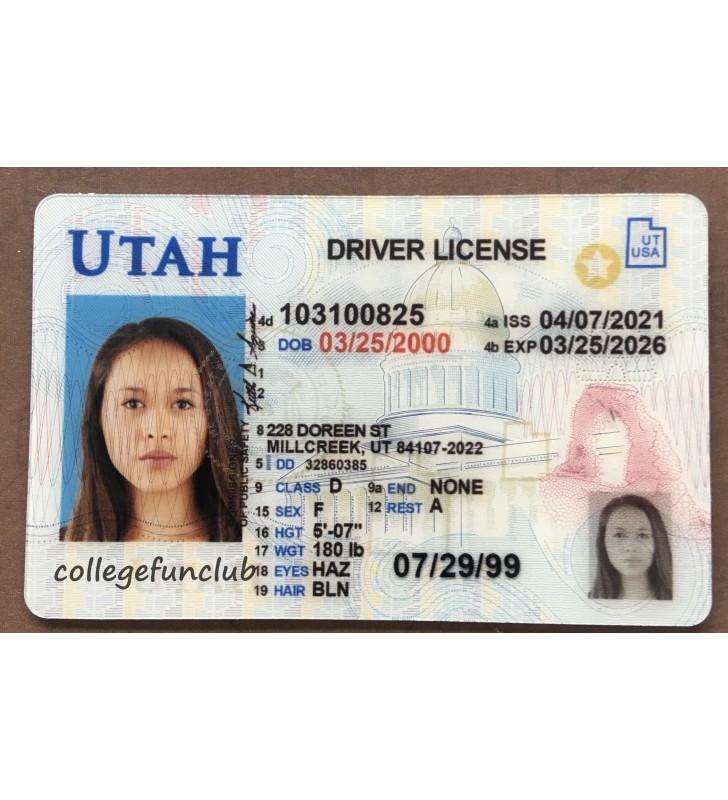 UTAH
DRIVER LICENSE
UT
USA
4d 103100825
4a ISS 04/07/2021
3 DOB 03/25/2000
4b EXP 03/25/2026
1
2
8 228 DOREEN ST
MILLCREEK, UT 84107-2022
5 DD 32860385
9 CLASS D 9a END NONE
15 SEX F 12 REST A
16 HGT 5'-07"
17 WGT 180 lb
18 EYES HAZ
19 HAIR BLN
07/29/99
OF PUBLIC SAFETY
collegefunclub